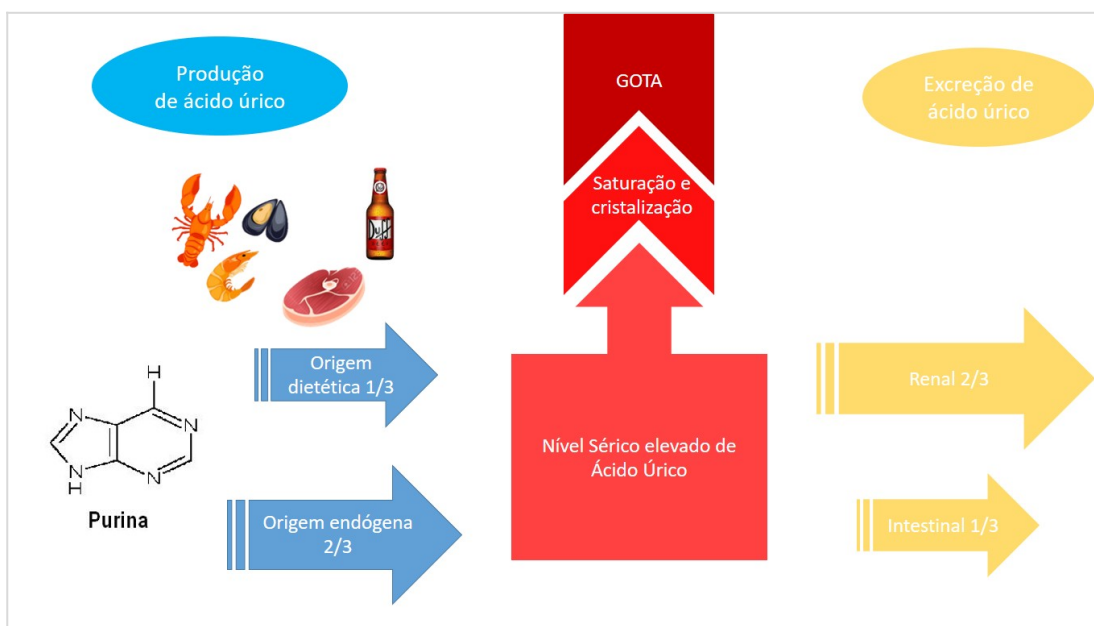 Produção
de ácido úrico
GOTA
Excreção de
ácido úrico
Saturação e
cristalização
Duff
Origem
dietética 1/3
Renal 2/3
H
N
N
N
H
N
Purina
Nível Sérico elevado de
Ácido Úrico
Origem endógena
2/3
Intestinal 1/3